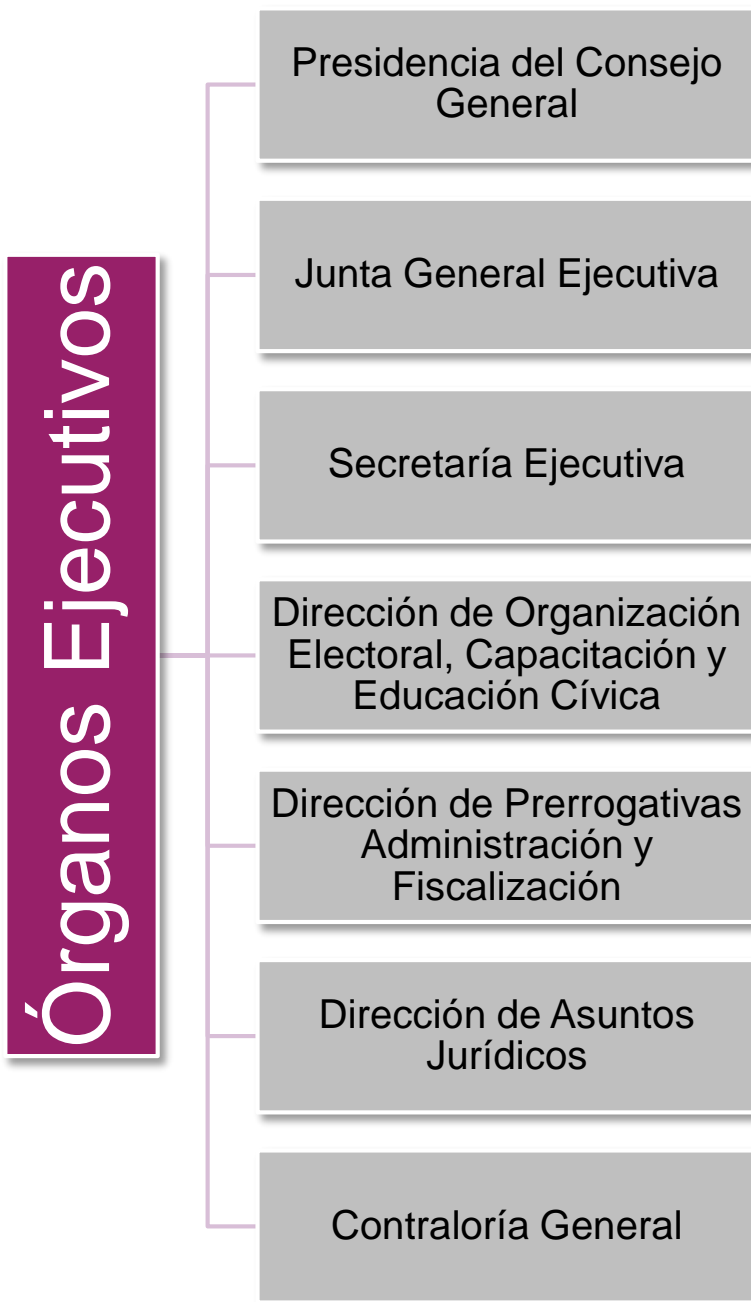 Órganos Ejecutivos
Presidencia del Consejo
General
Junta General Ejecutiva
Secretaría Ejecutiva
Dirección de Organización
Electoral, Capacitación y
Educación Cívica
Dirección de Prerrogativas
Administración y
Fiscalización
Dirección de Asuntos
Jurídicos
Contraloría General